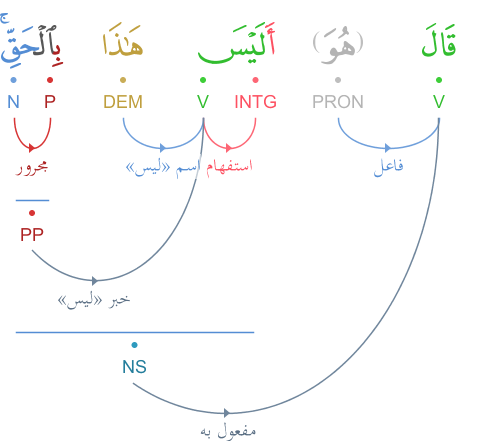 قَالَ (هُوَ) أَلَيْسَ هَٰذَا بِٱلْحَقِّ ۚ
V PRON INTG V DEM P N
فاعل استفهام اسم «ليس» مجرور
PP
خبر «ليس»
NS
مفعول به